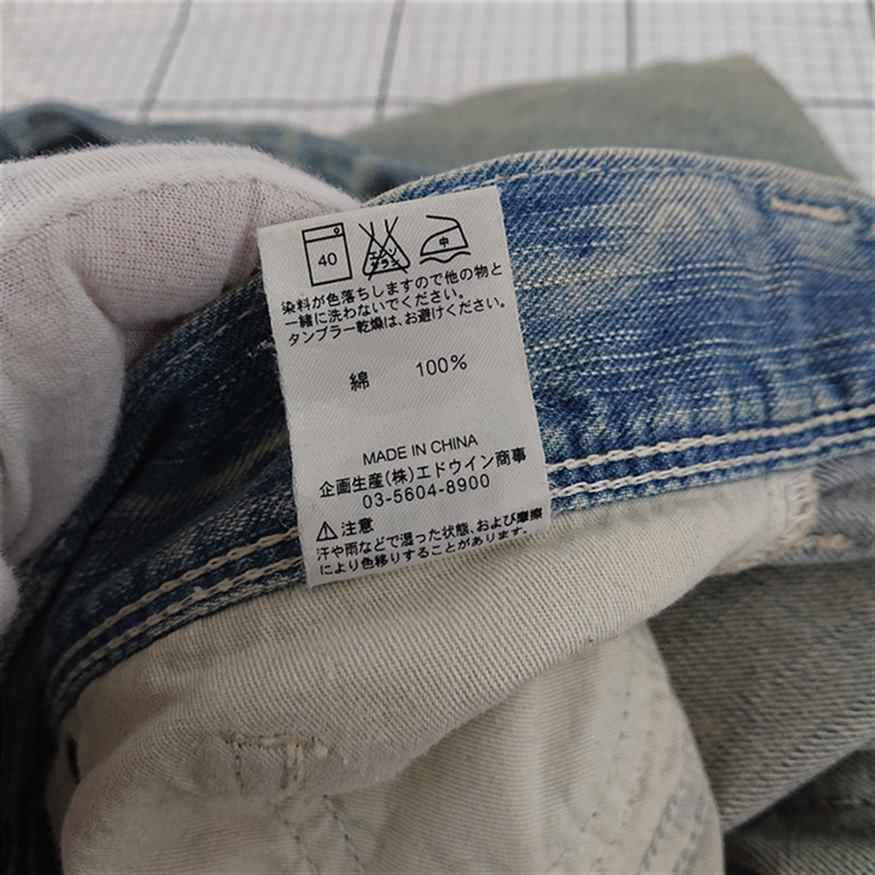 40 エンソ サラシ 中
染料が色落ちしますので他の物と
一緒に洗わないでください。
タンブラー乾燥は、お避けください。
綿 100%
MADE IN CHINA
企画生産(株)エドウイン商事
03-5604-8900
⚠注意
汗や雨などで湿った状態、および摩擦
により色移りすることがあります。